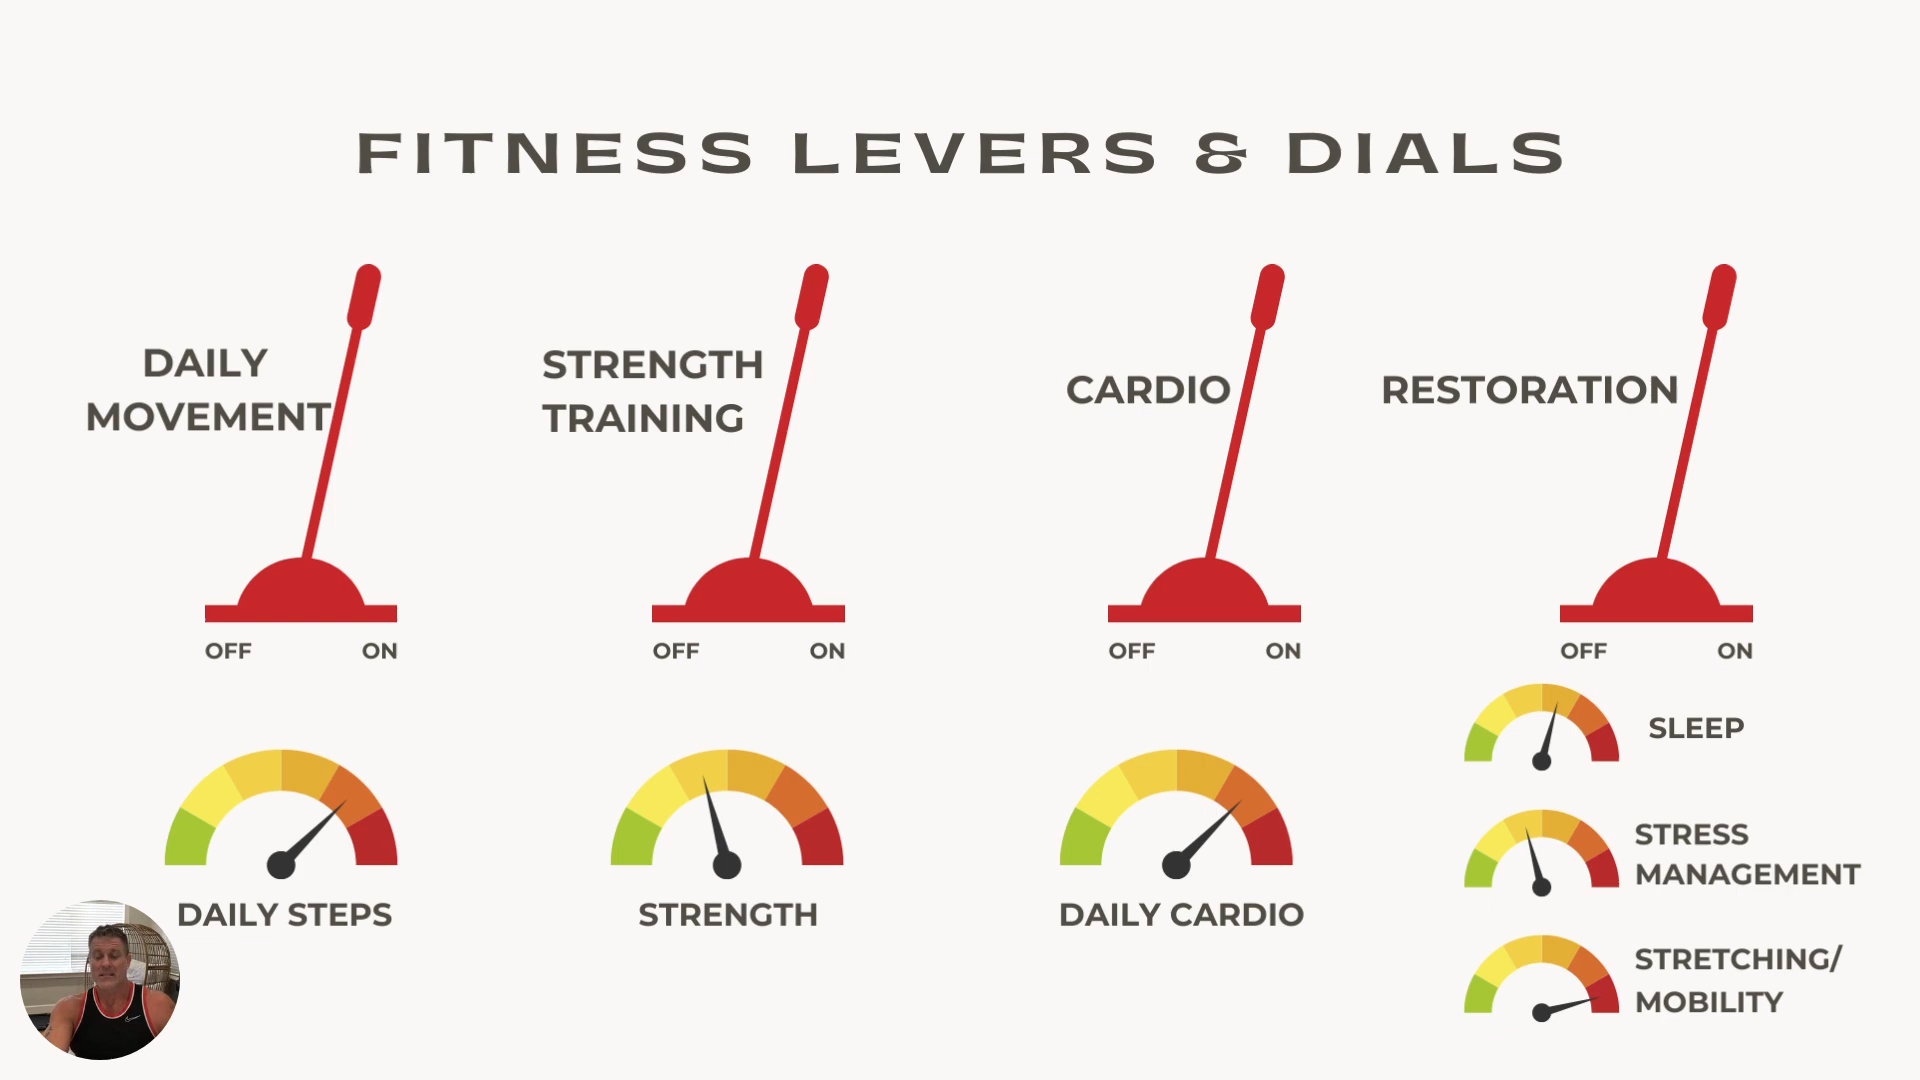 FITNESS LEVERS & DIALS
DAILY
MOVEMENT
OFF ON
DAILY STEPS
STRENGTH
TRAINING
OFF ON
STRENGTH
CARDIO
OFF ON
DAILY CARDIO
RESTORATION
OFF ON
SLEEP
STRESS
MANAGEMENT
STRETCHING/
MOBILITY